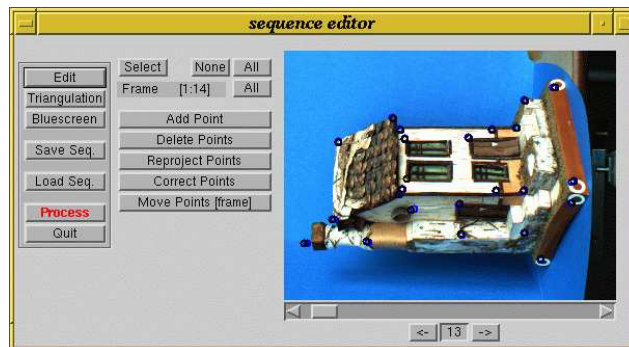 sequence editor
Edit
Triangulation
Bluescreen
Save Seq.
Load Seq.
Process
Quit
Select None All
Frame [1:14] All
Add Point
Delete Points
Reproject Points
Correct Points
Move Points [frame]
<- 13 ->